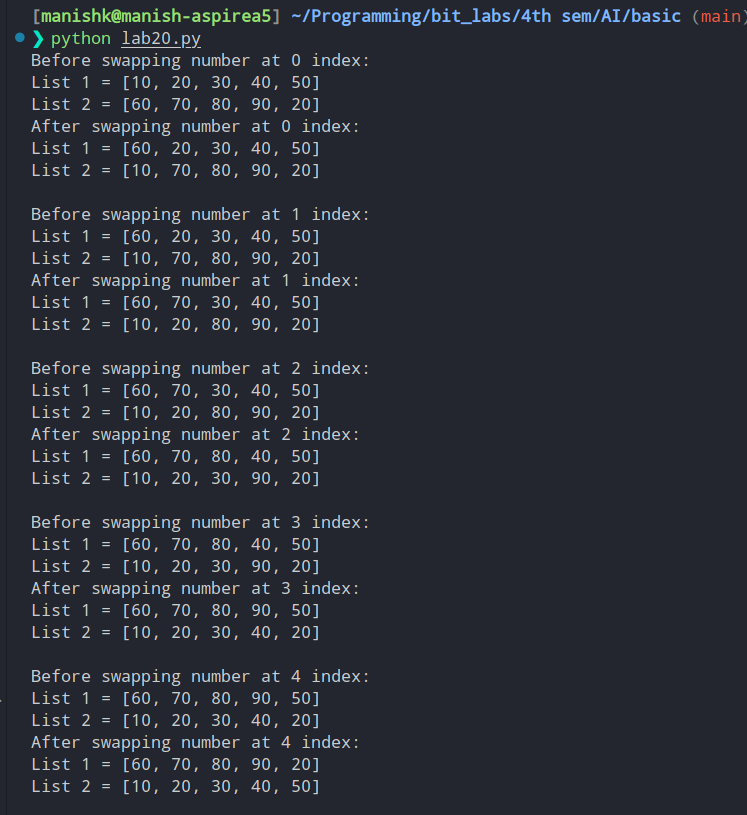 [manishk@manish-aspirea5] ~/Programming/bit_labs/4th sem/AI/basic (main)
❯ python lab20.py
Before swapping number at 0 index:
List 1 = [10, 20, 30, 40, 50]
List 2 = [60, 70, 80, 90, 20]
After swapping number at 0 index:
List 1 = [60, 20, 30, 40, 50]
List 2 = [10, 70, 80, 90, 20]

Before swapping number at 1 index:
List 1 = [60, 20, 30, 40, 50]
List 2 = [10, 70, 80, 90, 20]
After swapping number at 1 index:
List 1 = [60, 70, 30, 40, 50]
List 2 = [10, 20, 80, 90, 20]

Before swapping number at 2 index:
List 1 = [60, 70, 30, 40, 50]
List 2 = [10, 20, 80, 90, 20]
After swapping number at 2 index:
List 1 = [60, 70, 80, 40, 50]
List 2 = [10, 20, 30, 90, 20]

Before swapping number at 3 index:
List 1 = [60, 70, 80, 40, 50]
List 2 = [10, 20, 30, 90, 20]
After swapping number at 3 index:
List 1 = [60, 70, 80, 90, 50]
List 2 = [10, 20, 30, 40, 20]

Before swapping number at 4 index:
List 1 = [60, 70, 80, 90, 50]
List 2 = [10, 20, 30, 40, 20]
After swapping number at 4 index:
List 1 = [60, 70, 80, 90, 20]
List 2 = [10, 20, 30, 40, 50]